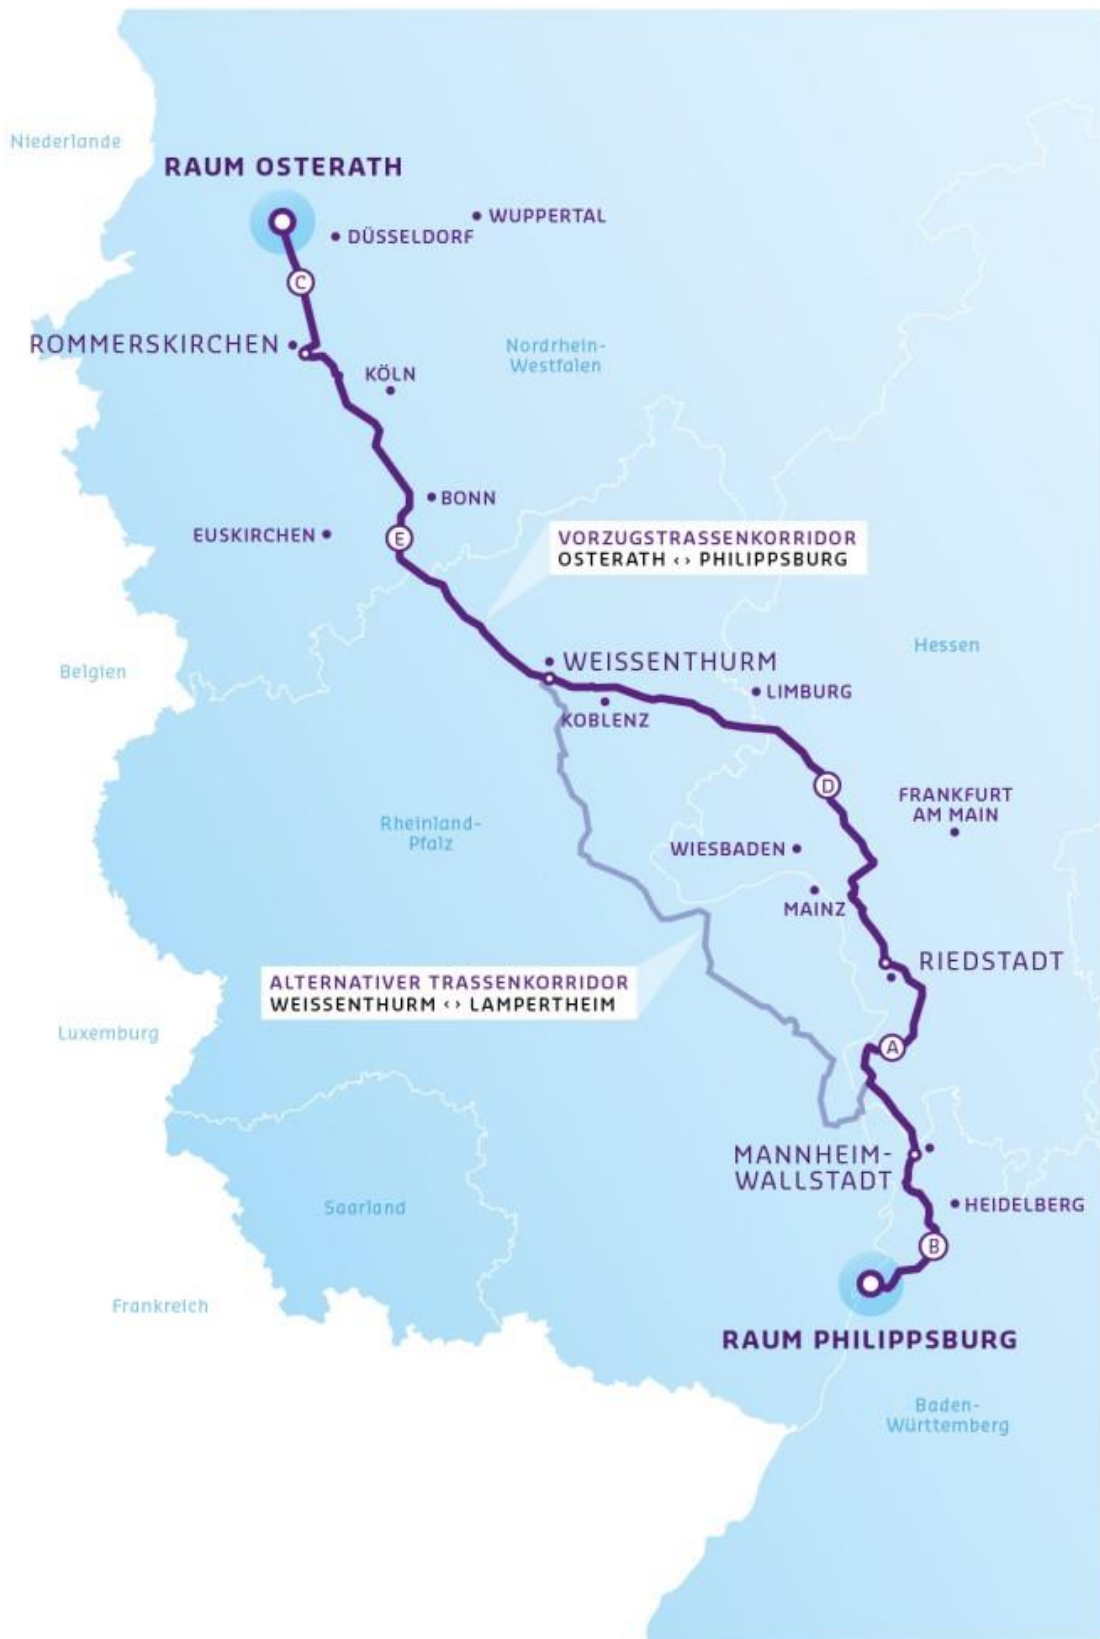 Niederlande
RAUM OSTERATH
WUPPERTAL
DÜSSELDORF
C
ROMMERSKIRCHEN
Nordrhein-
Westfalen
KÖLN
BONN
EUSKIRCHEN
E
VORZUGSTRASSENKORRIDOR
OSTERATH ‹› PHILIPPSBURG
Hessen
Belgien
WEISSENTHURM
LIMBURG
KOBLENZ
D
FRANKFURT
AM MAIN
Rheinland-
Pfalz
WIESBADEN
MAINZ
RIEDSTADT
ALTERNATIVER TRASSENKORRIDOR
WEISSENTHURM ‹› LAMPERTHEIM
Luxemburg
A
MANNHEIM-
WALLSTADT
Saarland
HEIDELBERG
B
Frankreich
RAUM PHILIPPSBURG
Baden-
Württemberg